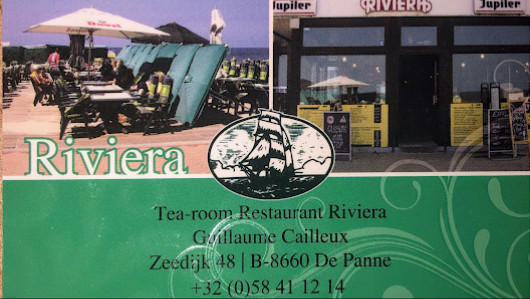 Jupiler RIVIERA Jupiler
Riviera
Tea-room Restaurant Riviera
Guillaume Cailleux
Zeedijk 48 | B-8660 De Panne
+32 (0)58 41 12 14